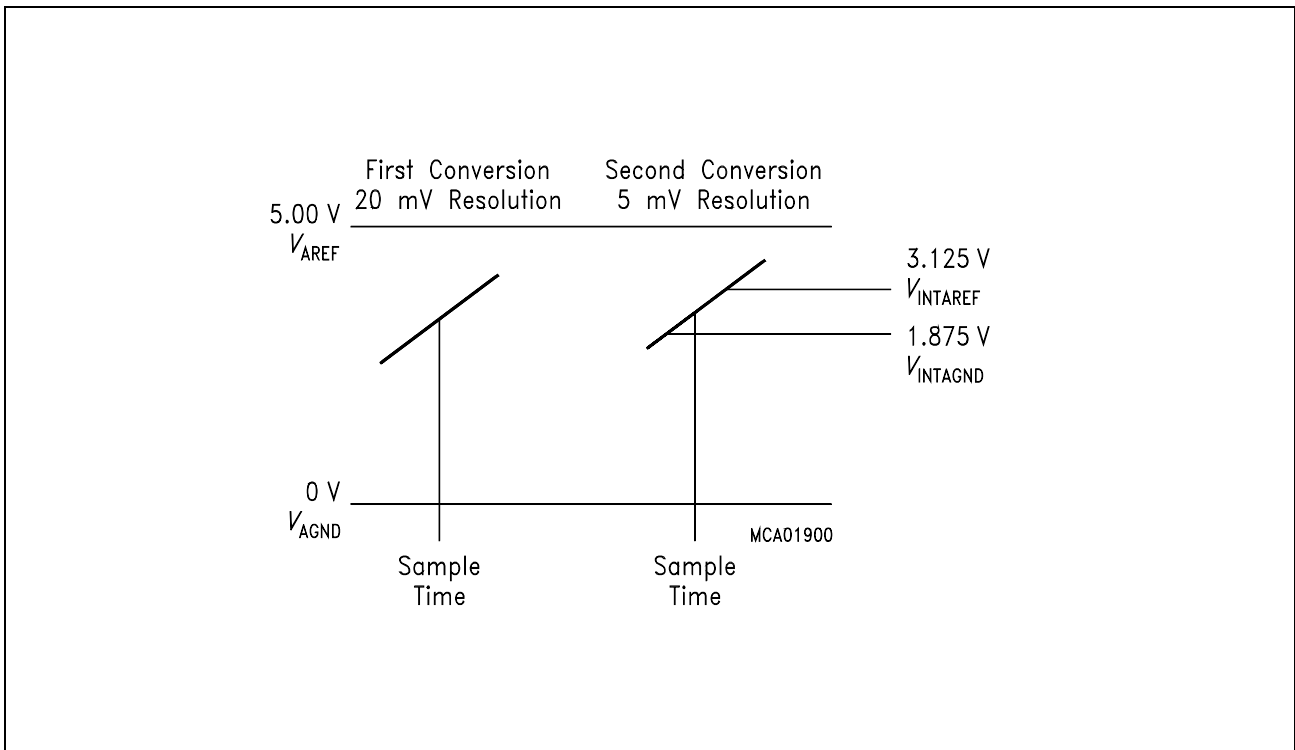 First Conversion
20 mV Resolution
Second Conversion
5 mV Resolution
5.00 V
VAREF
3.125 V
VINTAREF
1.875 V
VINTAGND
0 V
VAGND
MCA01900
Sample
Time
Sample
Time